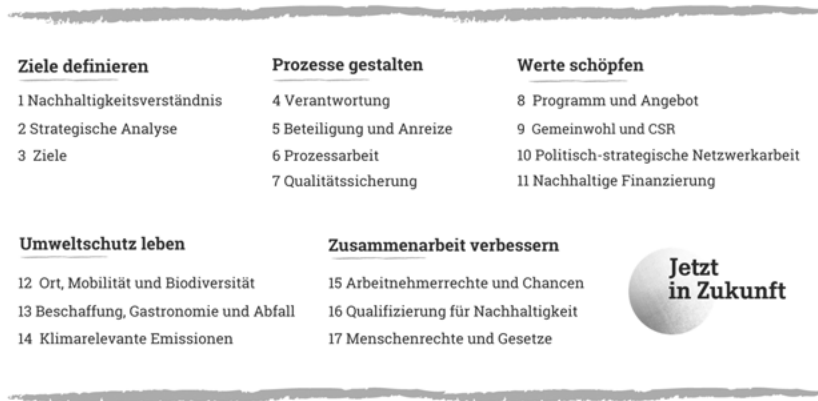 Ziele definieren
1 Nachhaltigkeitsverständnis
2 Strategische Analyse
3 Ziele
Prozesse gestalten
4 Verantwortung
5 Beteiligung und Anreize
6 Prozessarbeit
7 Qualitätssicherung
Werte schöpfen
8 Programm und Angebot
9 Gemeinwohl und CSR
10 Politisch-strategische Netzwerkarbeit
11 Nachhaltige Finanzierung
Umweltschutz leben
12 Ort, Mobilität und Biodiversität
13 Beschaffung, Gastronomie und Abfall
14 Klimarelevante Emissionen
Zusammenarbeit verbessern
15 Arbeitnehmerrechte und Chancen
16 Qualifizierung für Nachhaltigkeit
17 Menschenrechte und Gesetze
Jetzt
in Zukunft